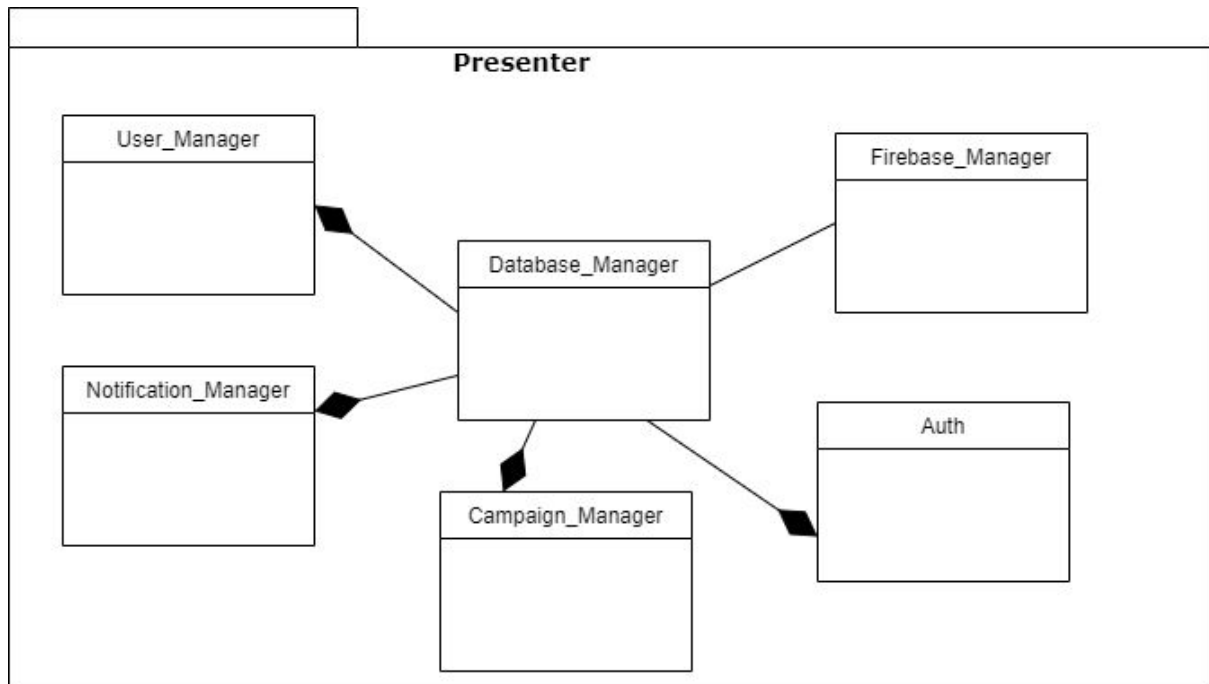 Presenter
User_Manager
Firebase_Manager
Database_Manager
Notification_Manager
Auth
Campaign_Manager